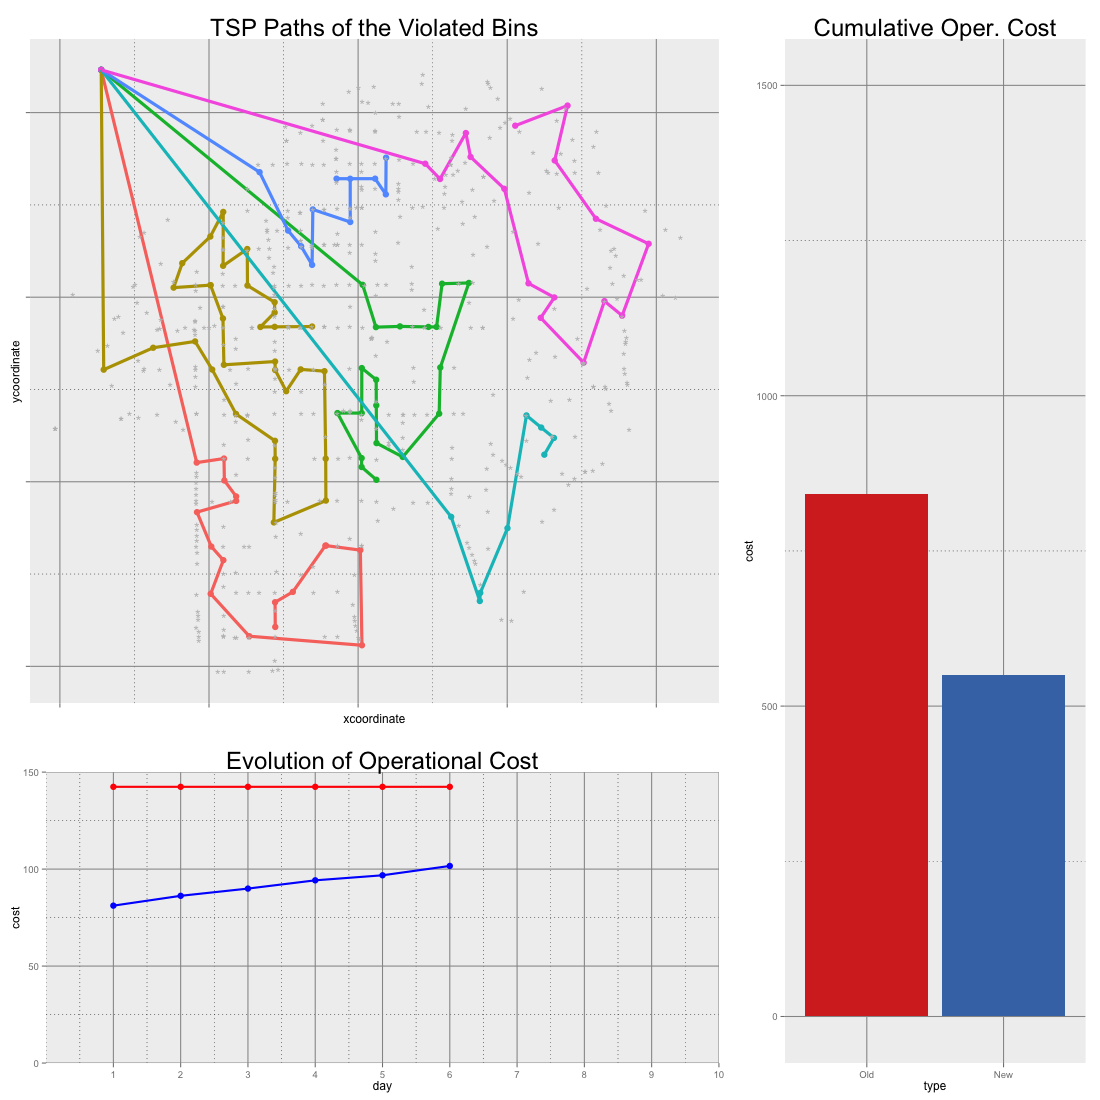 TSP Paths of the Violated Bins
ycoordinate
xcoordinate
Cumulative Oper. Cost
1500
1000
500
0
cost
Old New
type
Evolution of Operational Cost
150
100
50
0
cost
1 2 3 4 5 6 7 8 9 10
day